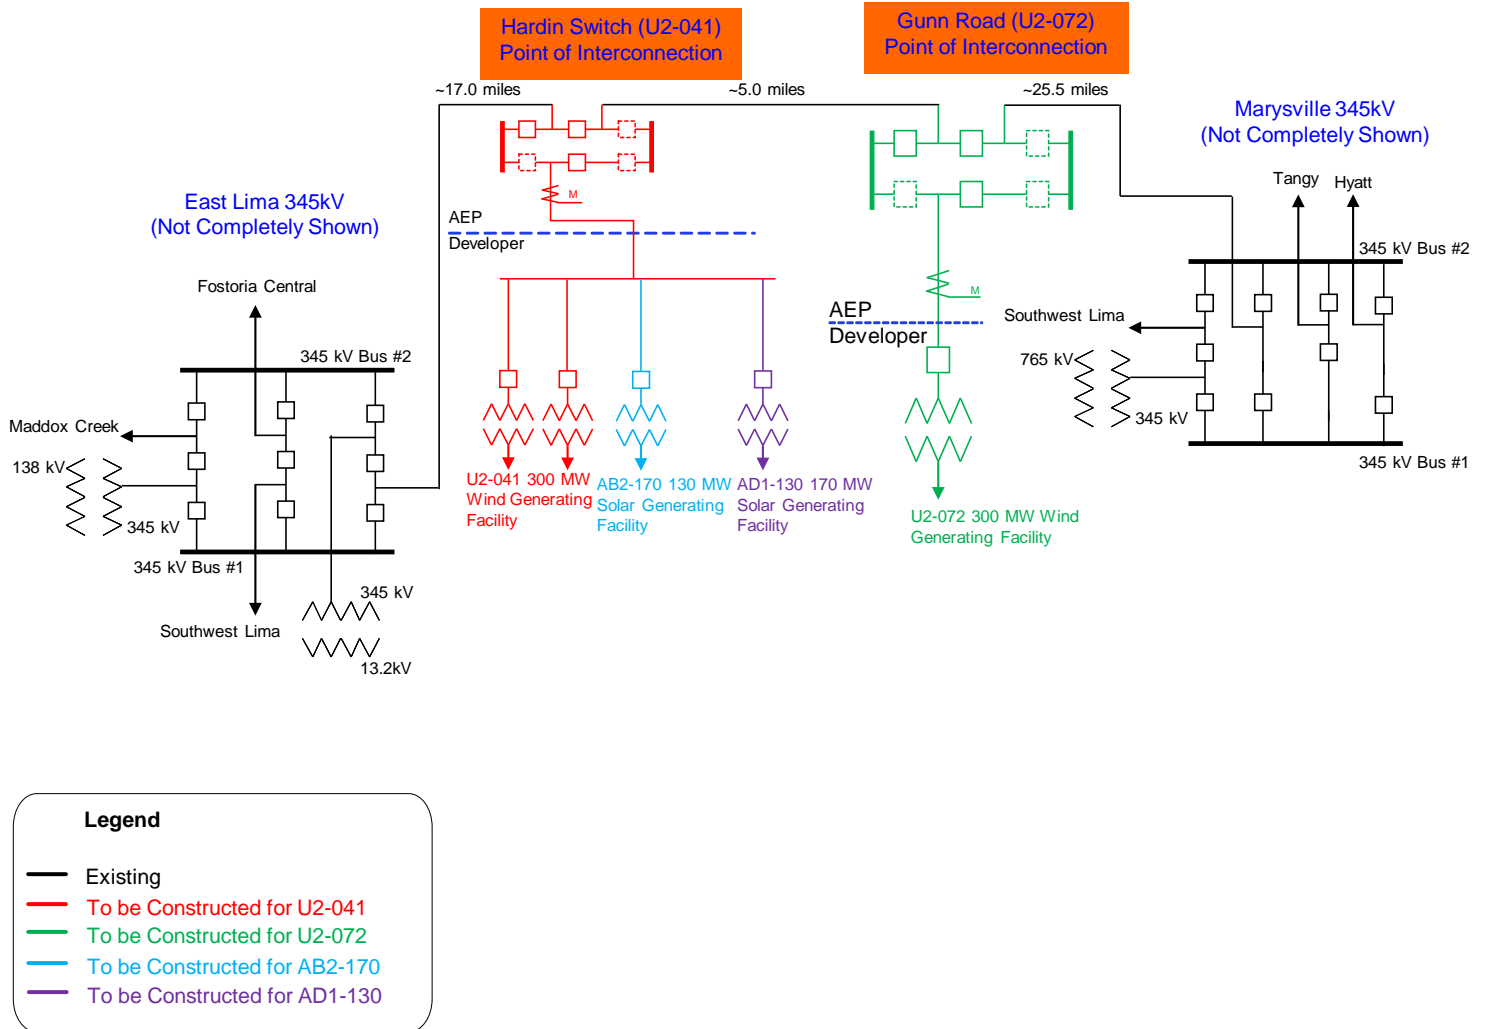 Hardin Switch (U2-041)
Point of Interconnection
Gunn Road (U2-072)
Point of Interconnection
~17.0 miles
~5.0 miles
~25.5 miles
Marysville 345kV
(Not Completely Shown)
Tangy
Hyatt
East Lima 345kV
(Not Completely Shown)
M
AEP
Developer
345 kV Bus #2
Fostoria Central
M
AEP
Developer
Southwest Lima
345 kV Bus #2
765 kV
345 kV
Maddox Creek
138 kV
345 kV
U2-041 300 MW
Wind Generating
Facility
AB2-170 130 MW
Solar Generating
Facility
AD1-130 170 MW
Solar Generating
Facility
U2-072 300 MW Wind
Generating Facility
345 kV Bus #1
345 kV Bus #1
345 kV
Southwest Lima
13.2kV
Legend
Existing
To be Constructed for U2-041
To be Constructed for U2-072
To be Constructed for AB2-170
To be Constructed for AD1-130